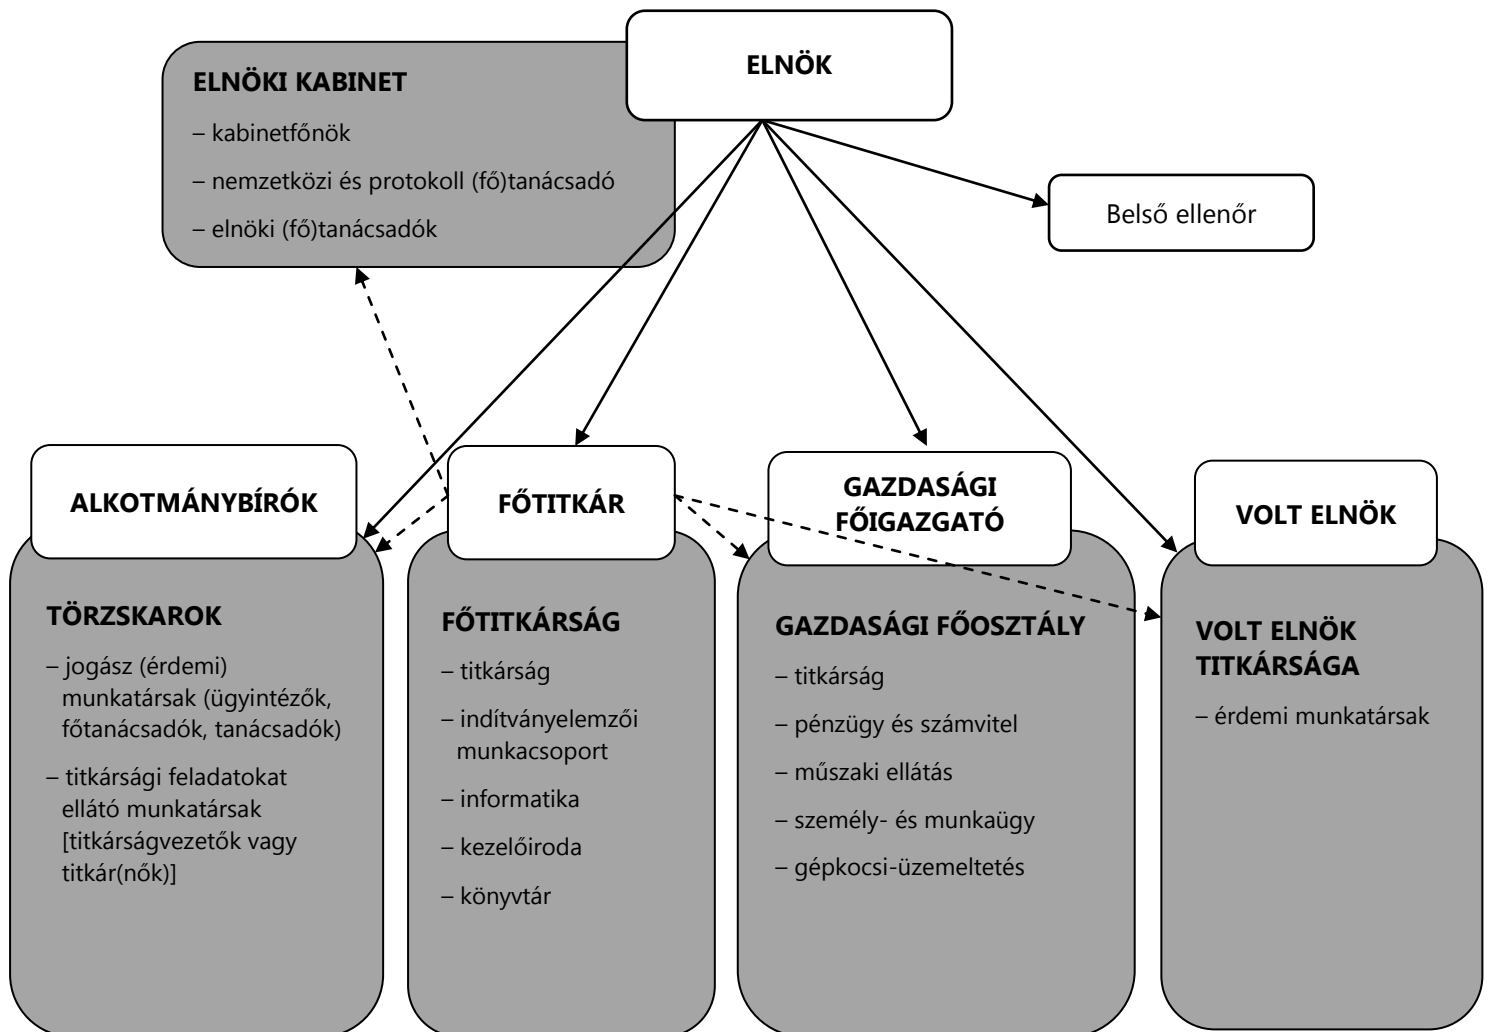 ELNÖK
ELNÖKI KABINET
– kabinetfőnök
– nemzetközi és protokoll (fő)tanácsadó
– elnöki (fő)tanácsadók
Belső ellenőr
ALKOTMÁNYBÍRÓK
TÖRZSKAROK
– jogász (érdemi)
munkatársak (ügyintézők,
főtanácsadók, tanácsadók)
– titkársági feladatokat
ellátó munkatársak
[titkárságvezetők vagy
titkár(nők)]
FŐTITKÁR
FŐTITKÁRSÁG
– titkárság
– indítványelemzői
munkacsoport
– informatika
– kezelőiroda
– könyvtár
GAZDASÁGI
FŐIGAZGATÓ
GAZDASÁGI FŐOSZTÁLY
– titkárság
– pénzügy és számvitel
– műszaki ellátás
– személy- és munkaügy
– gépkocsi-üzemeltetés
VOLT ELNÖK
VOLT ELNÖK
TITKÁRSÁGA
– érdemi munkatársak